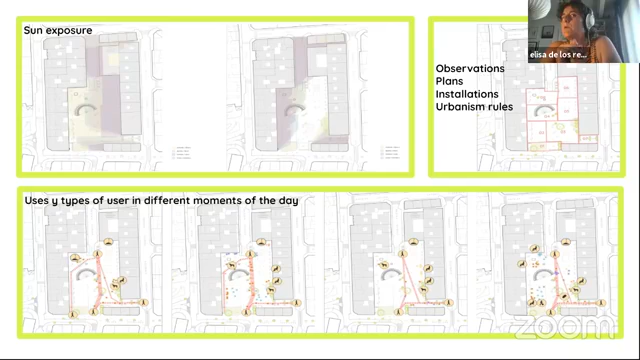 Sun exposure
Observations
Plans
Installations
Urbanism rules
elisa de los re...
Uses y types of user in different moments of the day
zoom